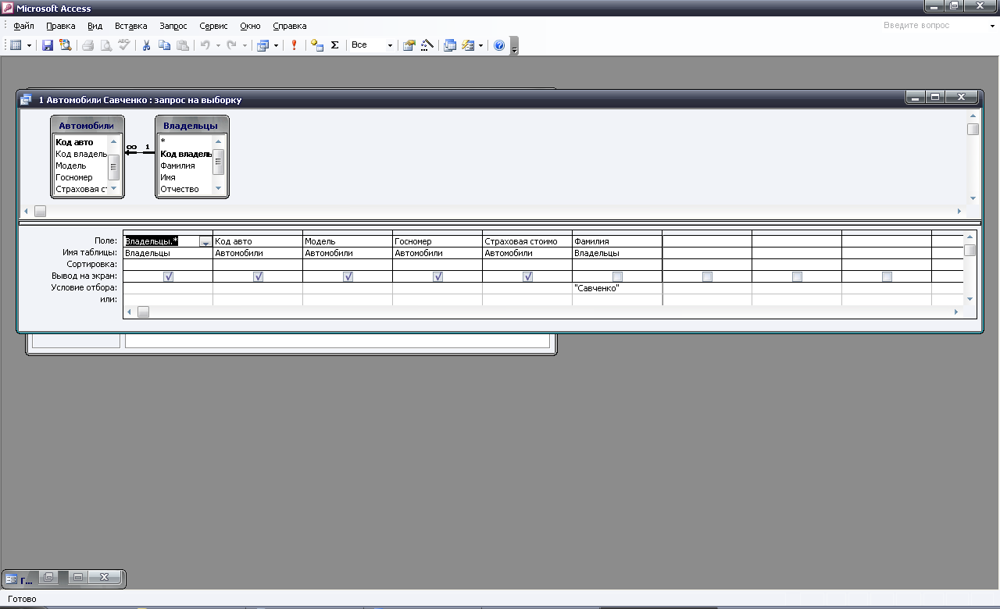 Microsoft Access
Файл Правка Вид Вставка Запрос Сервис Окно Справка Введите вопрос
Все
1 Автомобили Савченко : запрос на выборку
Автомобили Владельцы
Код авто *
Код владель Код владель
Модель Фамилия
Госномер Имя
Страховая ст Отчество
∞ 1
Поле: Владельцы.* Код авто Модель Госномер Страховая стоимо Фамилия
Имя таблицы: Владельцы Автомобили Автомобили Автомобили Автомобили Владельцы
Сортировка:
Вывод на экран:
Условие отбора: "Савченко"
или:
Г...
Готово